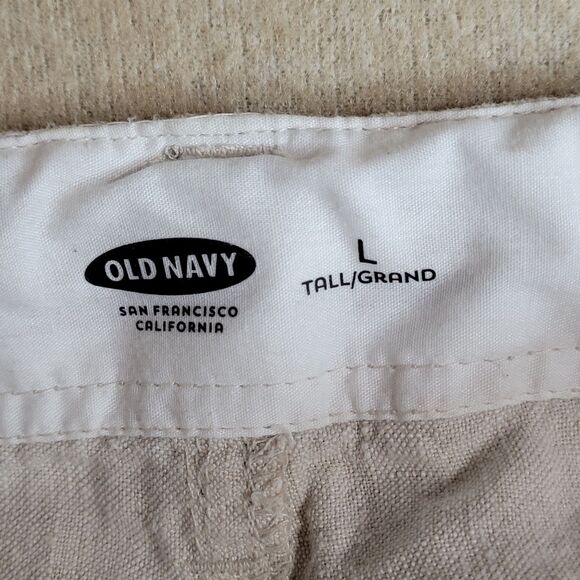 OLD NAVY
SAN FRANCISCO
CALIFORNIA
L
TALL/GRAND